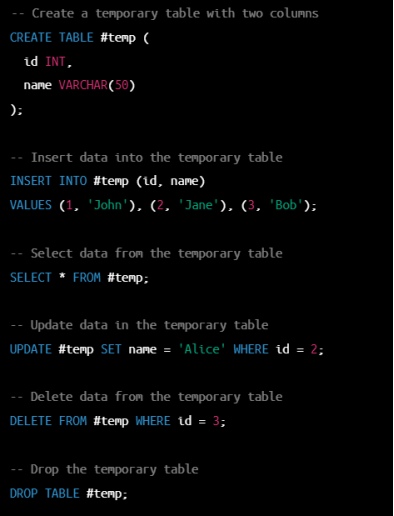 -- Create a temporary table with two columns
CREATE TABLE #temp (
  id INT,
  name VARCHAR(50)
);
-- Insert data into the temporary table
INSERT INTO #temp (id, name)
VALUES (1, 'John'), (2, 'Jane'), (3, 'Bob');
-- Select data from the temporary table
SELECT * FROM #temp;
-- Update data in the temporary table
UPDATE #temp SET name = 'Alice' WHERE id = 2;
-- Delete data from the temporary table
DELETE FROM #temp WHERE id = 3;
-- Drop the temporary table
DROP TABLE #temp;